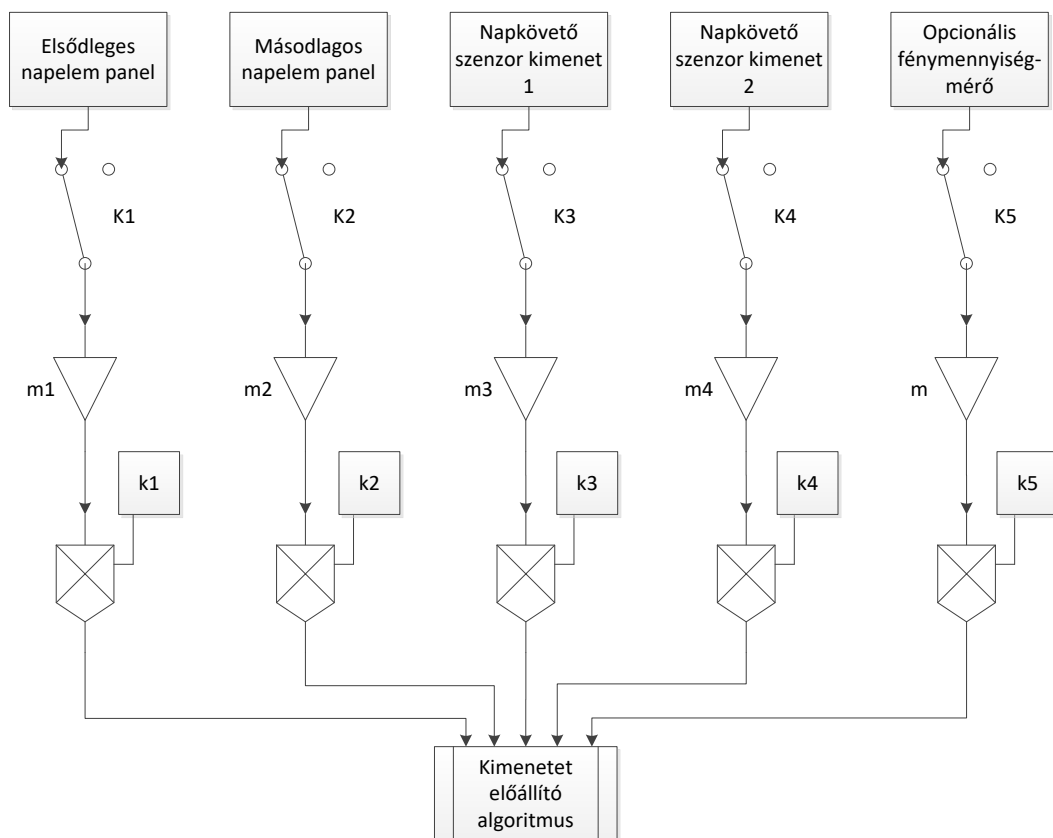 Elsődleges
napelem panel
Másodlagos
napelem panel
Napkövető
szenzor kimenet
1
Napkövető
szenzor kimenet
2
Opcionális
fénymennyiség-
mérő
K1
K2
K3
K4
K5
m1
m2
m3
m4
m
k1
k2
k3
k4
k5
Kimenetet
előállító
algoritmus